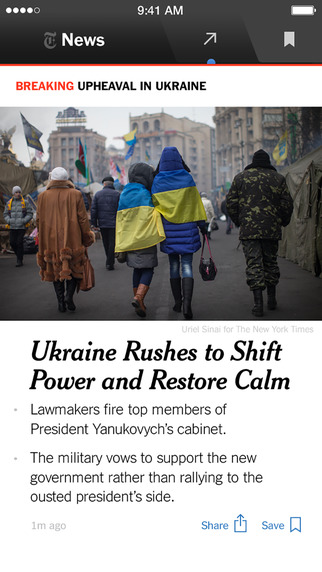 9:41 AM
T News
BREAKING UPHEAVAL IN UKRAINE
Uriel Sinai for The New York Times
Ukraine Rushes to Shift
Power and Restore Calm
• Lawmakers fire top members of
President Yanukovych's cabinet.
• The military vows to support the new
government rather than rallying to the
ousted president's side.
1m ago Share Save